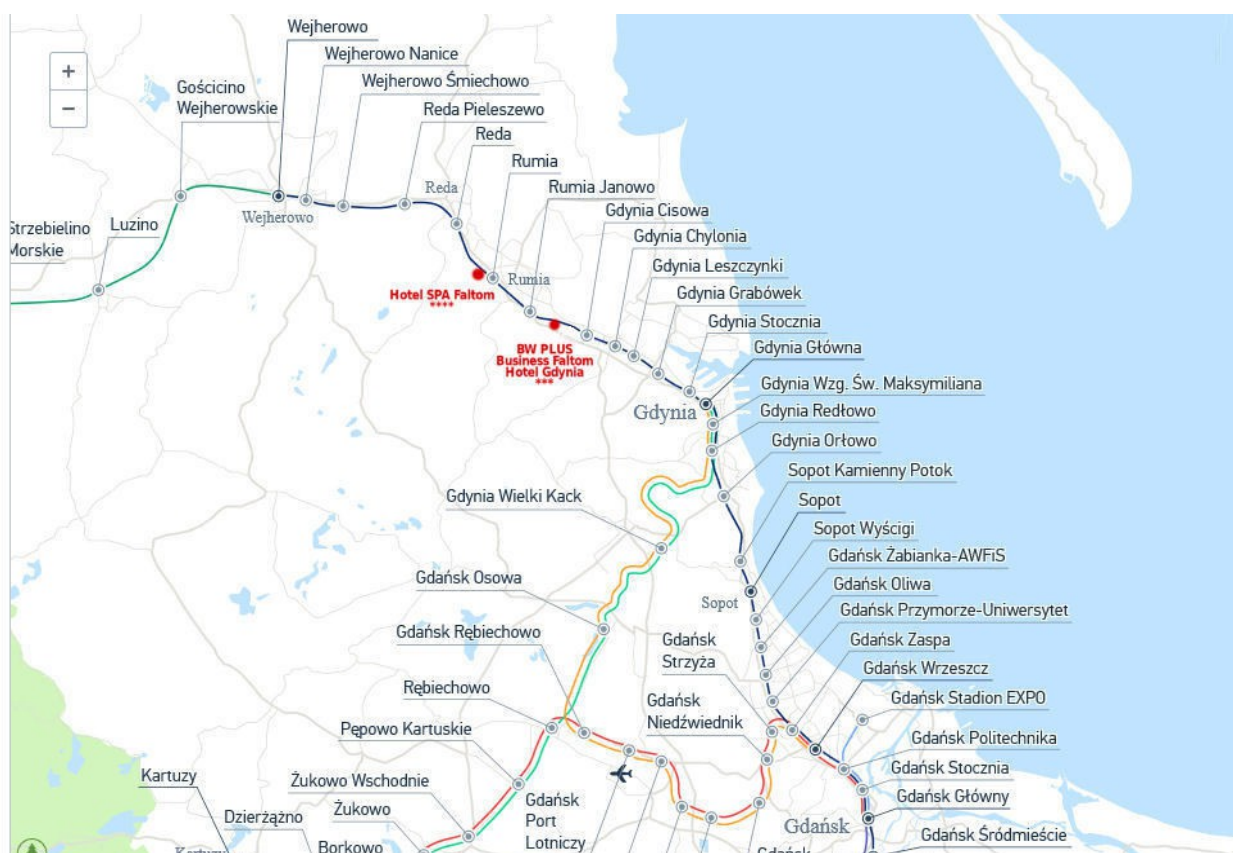 Wejherowo
+
Wejherowo Nanice
Gościcino
Wejherowskie
Wejherowo Śmiechowo
−
Reda Pieleszewo
Reda
Rumia
Reda
Rumia Janowo
Gdynia Cisowa
Strzebielino
Morskie
Luzino
Wejherowo
Gdynia Chylonia
Gdynia Leszczynki
Rumia
Hotel SPA Faltom
****
Gdynia Grabówek
Gdynia Stocznia
BW PLUS
Business Faltom
Hotel Gdynia
***
Gdynia Główna
Gdynia Wzg. Św. Maksymiliana
Gdynia
Gdynia Redłowo
Gdynia Orłowo
Sopot Kamienny Potok
Gdynia Wielki Kack
Sopot
Sopot Wyścigi
Gdańsk Żabianka-AWFiS
Gdańsk Osowa
Gdańsk Oliwa
Sopot
Gdańsk Przymorze-Uniwersytet
Gdańsk Rębiechowo
Gdańsk
Strzyża
Gdańsk Zaspa
Gdańsk Wrzeszcz
Rębiechowo
Gdańsk
Niedźwiednik
Gdańsk Stadion EXPO
Pępowo Kartuskie
Gdańsk Politechnika
Kartuzy
Żukowo Wschodnie
Gdańsk Stocznia
Gdańsk Główny
Dzierżążno
Żukowo
Gdańsk
Port
Lotniczy
Gdańsk
Gdańsk Śródmieście
Kartuzy
Borkowo
Gdańsk